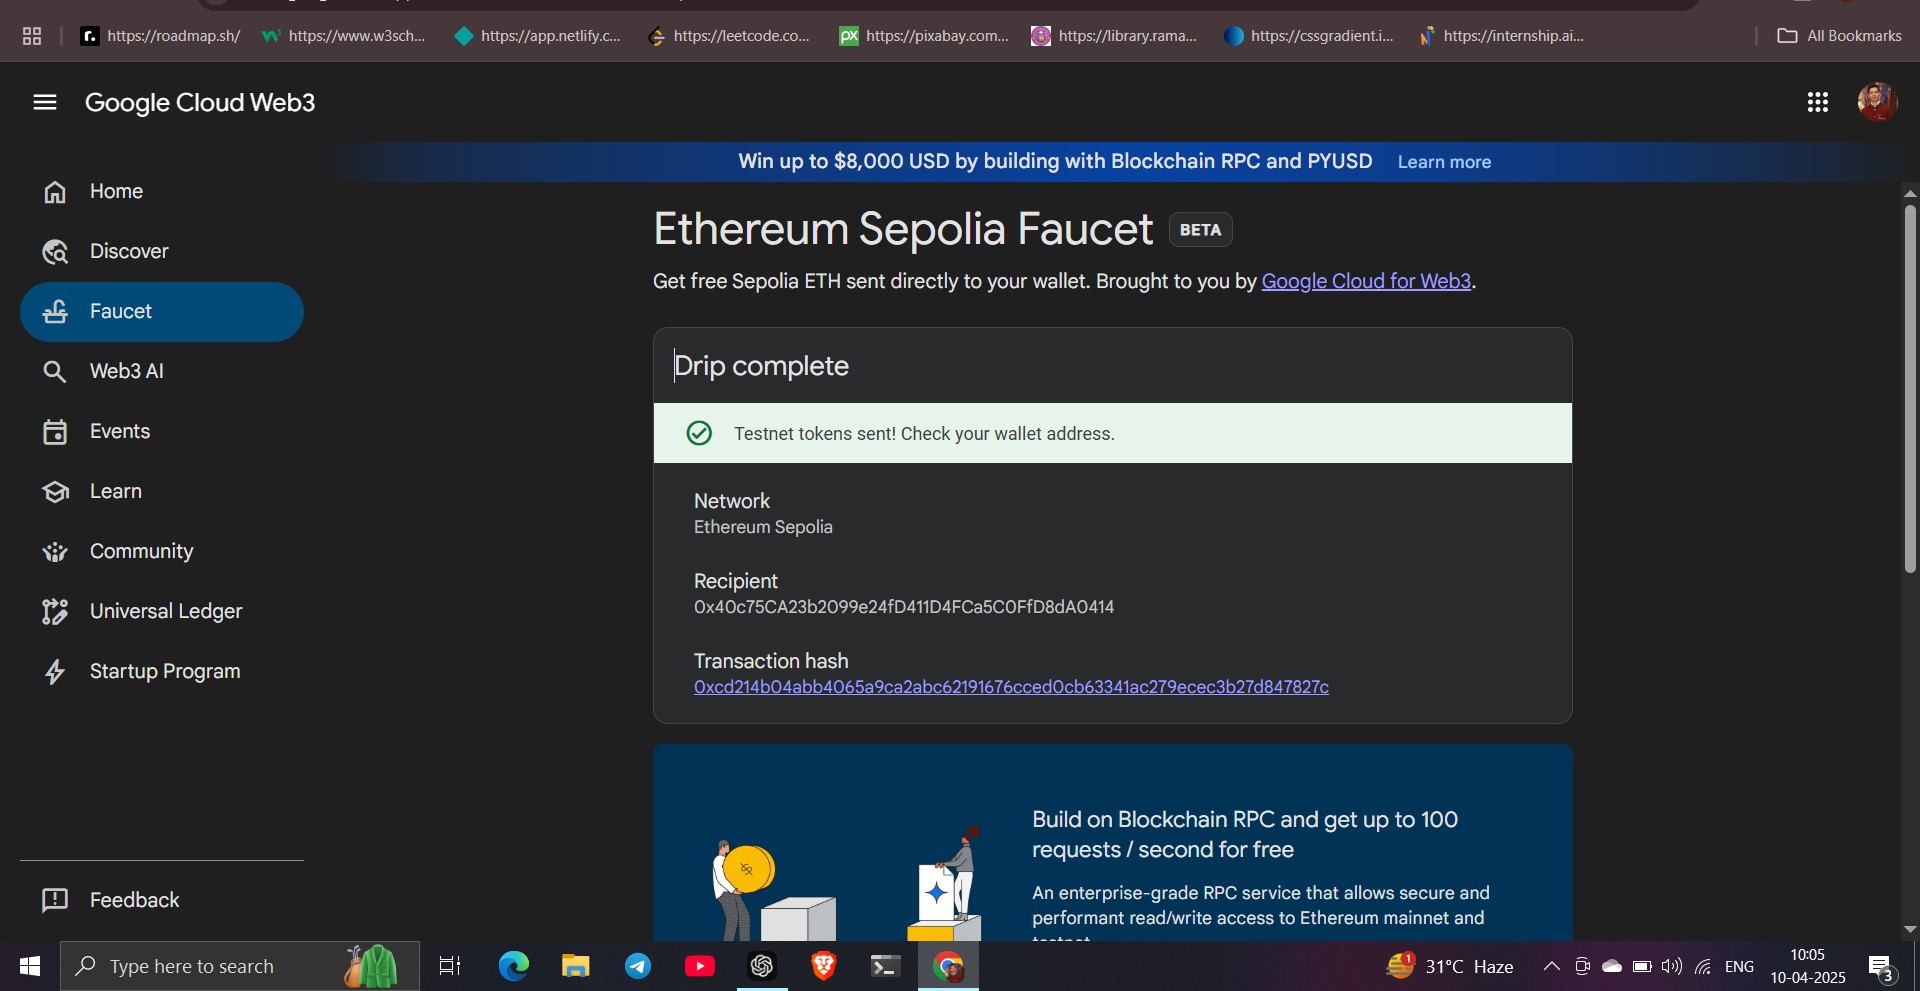 https://roadmap.sh/
https://www.w3sch...
https://app.netlify.c...
https://leetcode.co...
https://pixabay.com...
https://library.rama...
https://cssgradient.i...
https://internship.ai...
All Bookmarks
Google Cloud Web3
Win up to $8,000 USD by building with Blockchain RPC and PYUSD Learn more
Home
Discover
Faucet
Web3 AI
Events
Learn
Community
Universal Ledger
Startup Program
Feedback
Ethereum Sepolia Faucet BETA
Get free Sepolia ETH sent directly to your wallet. Brought to you by Google Cloud for Web3.
Drip complete
Testnet tokens sent! Check your wallet address.
Network
Ethereum Sepolia
Recipient
0x40c75CA23b2099e24fD411D4FCa5C0FfD8dA0414
Transaction hash
0xcd214b04abb4065a9ca2abc62191676cced0cb63341ac279ecec3b27d847827c
Build on Blockchain RPC and get up to 100
requests / second for free
An enterprise-grade RPC service that allows secure and
performant read/write access to Ethereum mainnet and
Type here to search
1
31°C Haze
ENG
10:05
10-04-2025
3